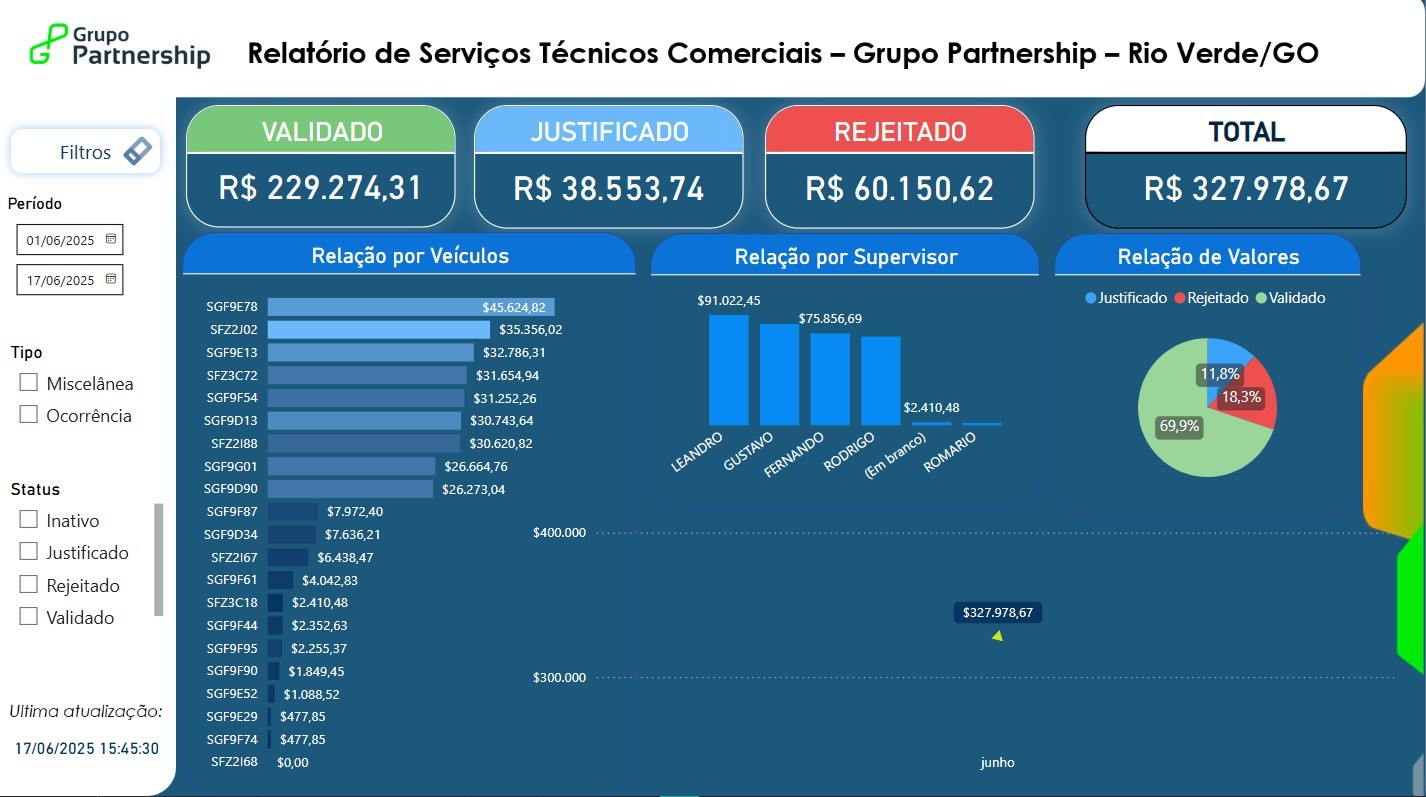 Grupo
Partnership
Relatório de Serviços Técnicos Comerciais – Grupo Partnership – Rio Verde/GO
Filtros
Período
01/06/2025
17/06/2025
Tipo
Miscelânea
Ocorrência
Status
Inativo
Justificado
Rejeitado
Validado
Ultima atualização:
17/06/2025 15:45:30
VALIDADO
R$ 229.274,31
JUSTIFICADO
R$ 38.553,74
REJEITADO
R$ 60.150,62
TOTAL
R$ 327.978,67
Relação por Veículos
SGF9E78 $45.624,82
SFZ2J02 $35.356,02
SGF9E13 $32.786,31
SFZ3C72 $31.654,94
SGF9F54 $31.252,26
SGF9D13 $30.743,64
SFZ2I88 $30.620,82
SGF9G01 $26.664,76
SGF9D90 $26.273,04
SGF9F87 $7.972,40
SGF9D34 $7.636,21
SFZ2I67 $6.438,47
SGF9F61 $4.042,83
SFZ3C18 $2.410,48
SGF9F44 $2.352,63
SGF9F95 $2.255,37
SGF9F90 $1.849,45
SGF9E52 $1.088,52
SGF9E29 $477,85
SGF9F74 $477,85
SFZ2I68 $0,00
Relação por Supervisor
$91.022,45
$75.856,69
$2.410,48
LEANDRO
GUSTAVO
FERNANDO
RODRIGO
(Em branco)
ROMARIO
Relação de Valores
Justificado Rejeitado Validado
11,8%
18,3%
69,9%
$400.000
$327.978,67
$300.000
junho